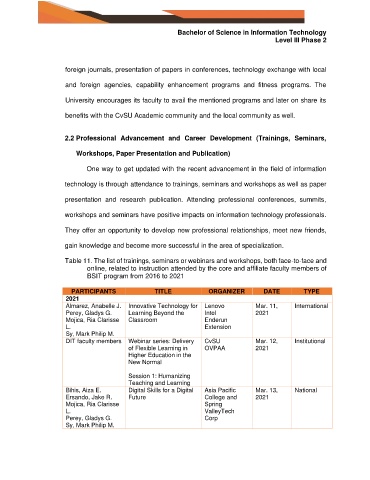 Bachelor of Science in Information Technology
Level III Phase 2
foreign journals, presentation of papers in conferences, technology exchange with local
and foreign agencies, capability enhancement programs and fitness programs. The
University encourages its faculty to avail the mentioned programs and later on share its
benefits with the CvSU Academic community and the local community as well.
2.2 Professional Advancement and Career Development (Trainings, Seminars,
Workshops, Paper Presentation and Publication)
One way to get updated with the recent advancement in the field of information
technology is through attendance to trainings, seminars and workshops as well as paper
presentation and research publication. Attending professional conferences, summits,
workshops and seminars have positive impacts on information technology professionals.
They offer an opportunity to develop new professional relationships, meet new friends,
gain knowledge and become more successful in the area of specialization.
Table 11. The list of trainings, seminars or webinars and workshops, both face-to-face and
online, related to instruction attended by the core and affiliate faculty members of
BSIT program from 2016 to 2021
PARTICIPANTS TITLE ORGANIZER DATE TYPE
2021
Almarez, Anabelle J. Innovative Technology for Lenovo Mar. 11, International
Perey, Gladys G. Learning Beyond the Intel 2021
Mojica, Ria Clarisse Classroom Enderun
L. Extension
Sy, Mark Philip M.
DIT faculty members Webinar series: Delivery CvSU Mar. 12, Institutional
of Flexible Learning in OVPAA 2021
Higher Education in the
New Normal
Session 1: Humanizing
Teaching and Learning
Bihis, Aiza E. Digital Skills for a Digital Asia Pacific Mar. 13, National
Ersando, Jake R. Future College and 2021
Mojica, Ria Clarisse Spring
L. ValleyTech
Perey, Gladys G. Corp
Sy, Mark Philip M.